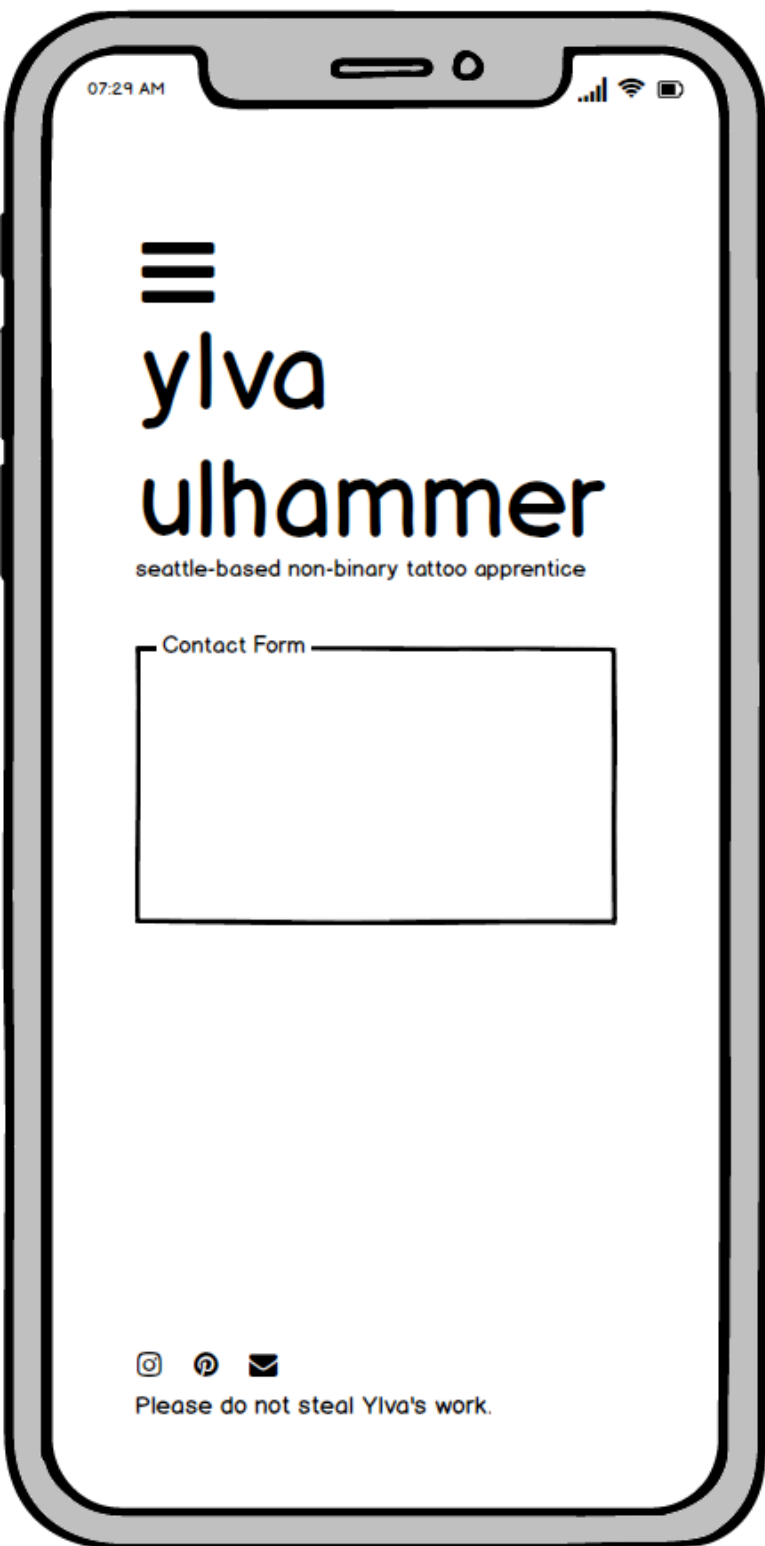 07:29 AM
ylva
ulhammer
seattle-based non-binary tattoo apprentice
Contact Form
Please do not steal Ylva's work.